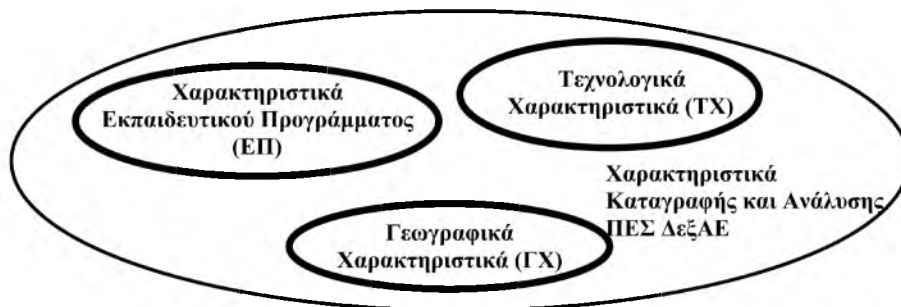 Χαρακτηριστικά
Εκπαιδευτικού Προγράμματος
(ΕΠ)
Τεχνολογικά
Χαρακτηριστικά (ΤΧ)
Χαρακτηριστικά
Καταγραφής και Ανάλυσης
ΠΕΣ ΔεξΑΕ
Γεωγραφικά
Χαρακτηριστικά (ΓΧ)